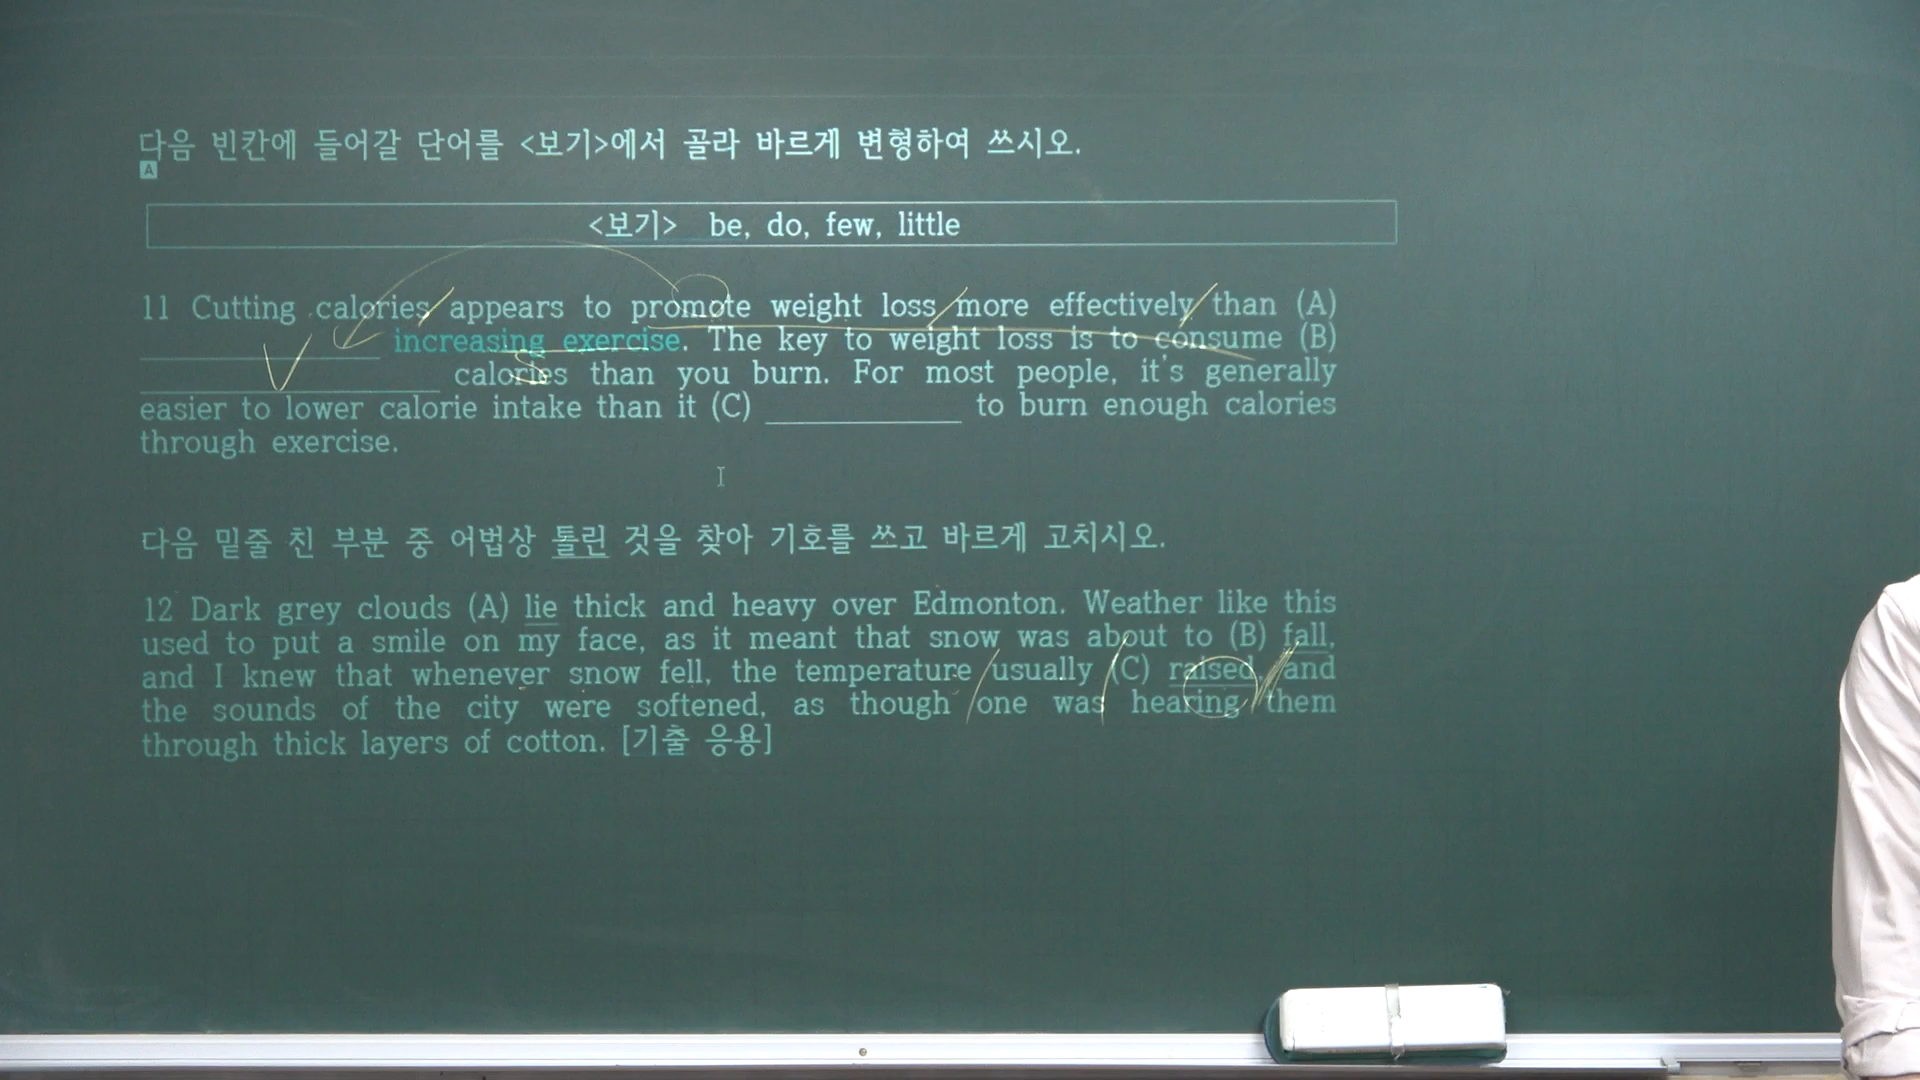 다음 빈칸에 들어갈 단어를 <보기>에서 골라 바르게 변형하여 쓰시오.
A
<보기> be, do, few, little
11 Cutting calories appears to promote weight loss more effectively than (A)
____________ increasing exercise. The key to weight loss is to consume (B)
____________ calories than you burn. For most people, it's generally
easier to lower calorie intake than it (C) ____________ to burn enough calories
through exercise.
다음 밑줄 친 부분 중 어법상 틀린 것을 찾아 기호를 쓰고 바르게 고치시오.
12 Dark grey clouds (A) lie thick and heavy over Edmonton. Weather like this
used to put a smile on my face, as it meant that snow was about to (B) fall,
and I knew that whenever snow fell, the temperature usually (C) raised, and
the sounds of the city were softened, as though one was hearing them
through thick layers of cotton. [기출 응용]